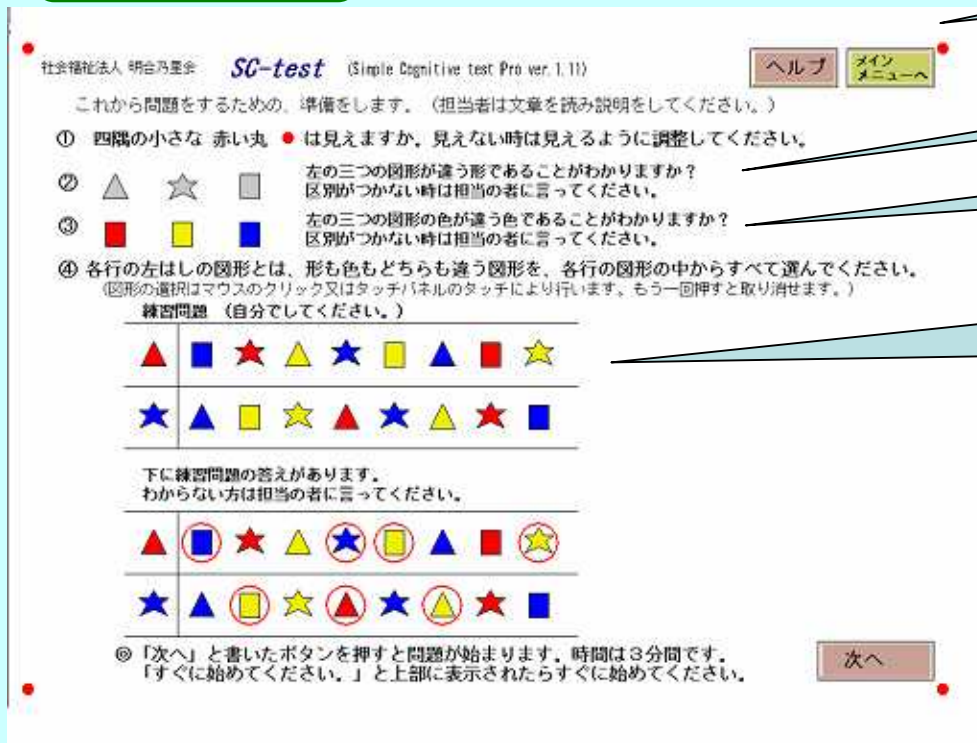 社会福祉法人 明合乃里会 SC-test (Simple Cognitive test Pro ver.1.11)
ヘルプ
メイン
メニューへ
これから問題をするための、準備をします。（担当者は文章を読み説明をしてください。）
① 四隅の小さな 赤い丸 ● は見えますか。見えない時は見えるように調整してください。
② 左の三つの図形が違う形であることがわかりますか？
区別がつかない時は担当の者に言ってください。
③ 左の三つの図形の色が違う色であることがわかりますか？
区別がつかない時は担当の者に言ってください。
④ 各行の左はしの図形とは、形も色もどちらも違う図形を、各行の図形の中からすべて選んでください。
（図形の選択はマウスのクリック又はタッチパネルのタッチにより行います。もう一回押すと取り消せます。）
練習問題 （自分でしてください。）
下に練習問題の答えがあります。
わからない方は担当の者に言ってください。
◎「次へ」と書いたボタンを押すと問題が始まります。時間は３分間です。
「すぐに始めてください。」と上部に表示されたらすぐに始めてください。
次へ